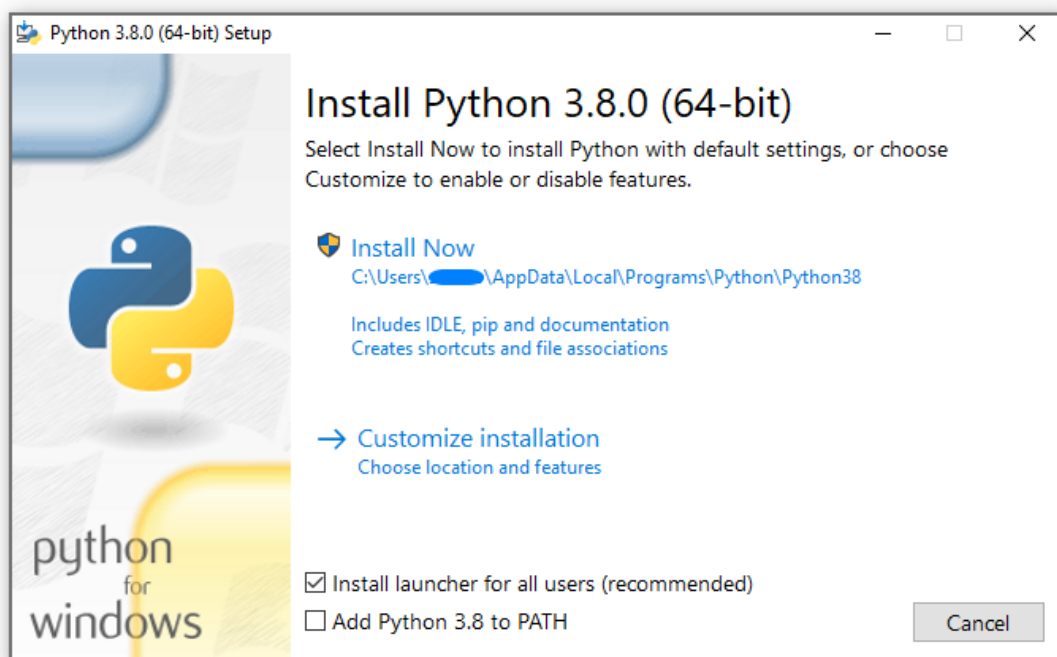 Python 3.8.0 (64-bit) Setup
Install Python 3.8.0 (64-bit)
Select Install Now to install Python with default settings, or choose
Customize to enable or disable features.
Install Now
C:\Users\ \AppData\Local\Programs\Python\Python38
Includes IDLE, pip and documentation
Creates shortcuts and file associations
Customize installation
Choose location and features
python
for
windows
Install launcher for all users (recommended)
Add Python 3.8 to PATH
Cancel